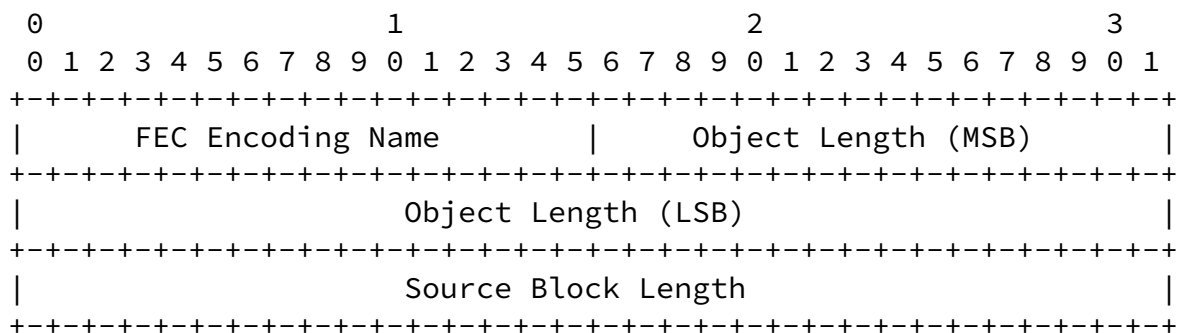 0                   1                   2                   3
 0 1 2 3 4 5 6 7 8 9 0 1 2 3 4 5 6 7 8 9 0 1 2 3 4 5 6 7 8 9 0 1
+-+-+-+-+-+-+-+-+-+-+-+-+-+-+-+-+-+-+-+-+-+-+-+-+-+-+-+-+-+-+-+-+
|      FEC Encoding Name        |     Object Length (MSB)       |
+-+-+-+-+-+-+-+-+-+-+-+-+-+-+-+-+-+-+-+-+-+-+-+-+-+-+-+-+-+-+-+-+
|                     Object Length (LSB)                       |
+-+-+-+-+-+-+-+-+-+-+-+-+-+-+-+-+-+-+-+-+-+-+-+-+-+-+-+-+-+-+-+-+
|                     Source Block Length                       |
+-+-+-+-+-+-+-+-+-+-+-+-+-+-+-+-+-+-+-+-+-+-+-+-+-+-+-+-+-+-+-+-+